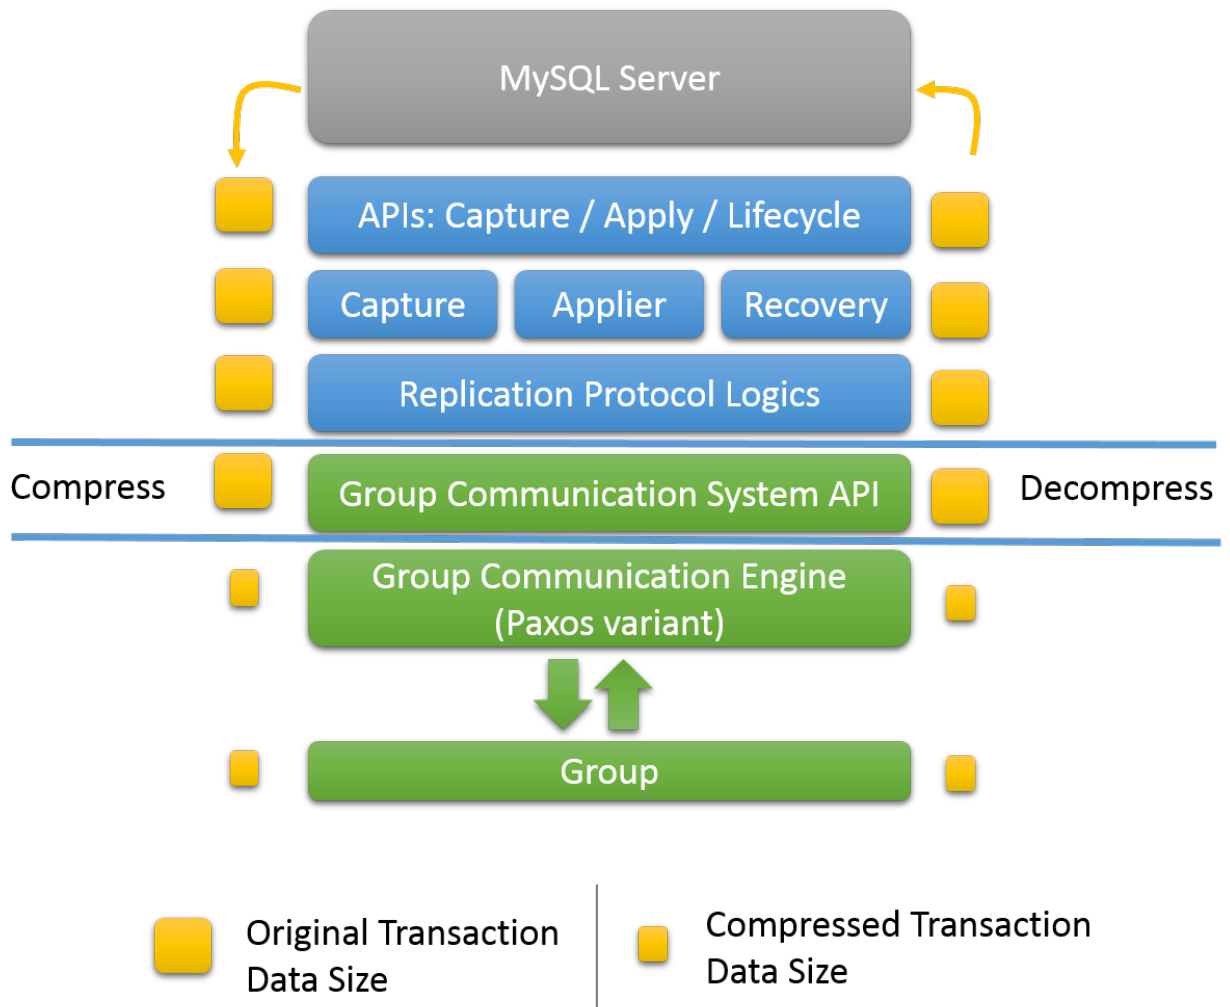 MySQL Server
APIs: Capture / Apply / Lifecycle
Capture
Applier
Recovery
Replication Protocol Logics
Compress
Group Communication System API
Decompress
Group Communication Engine
(Paxos variant)
Group
Original Transaction
Data Size
Compressed Transaction
Data Size